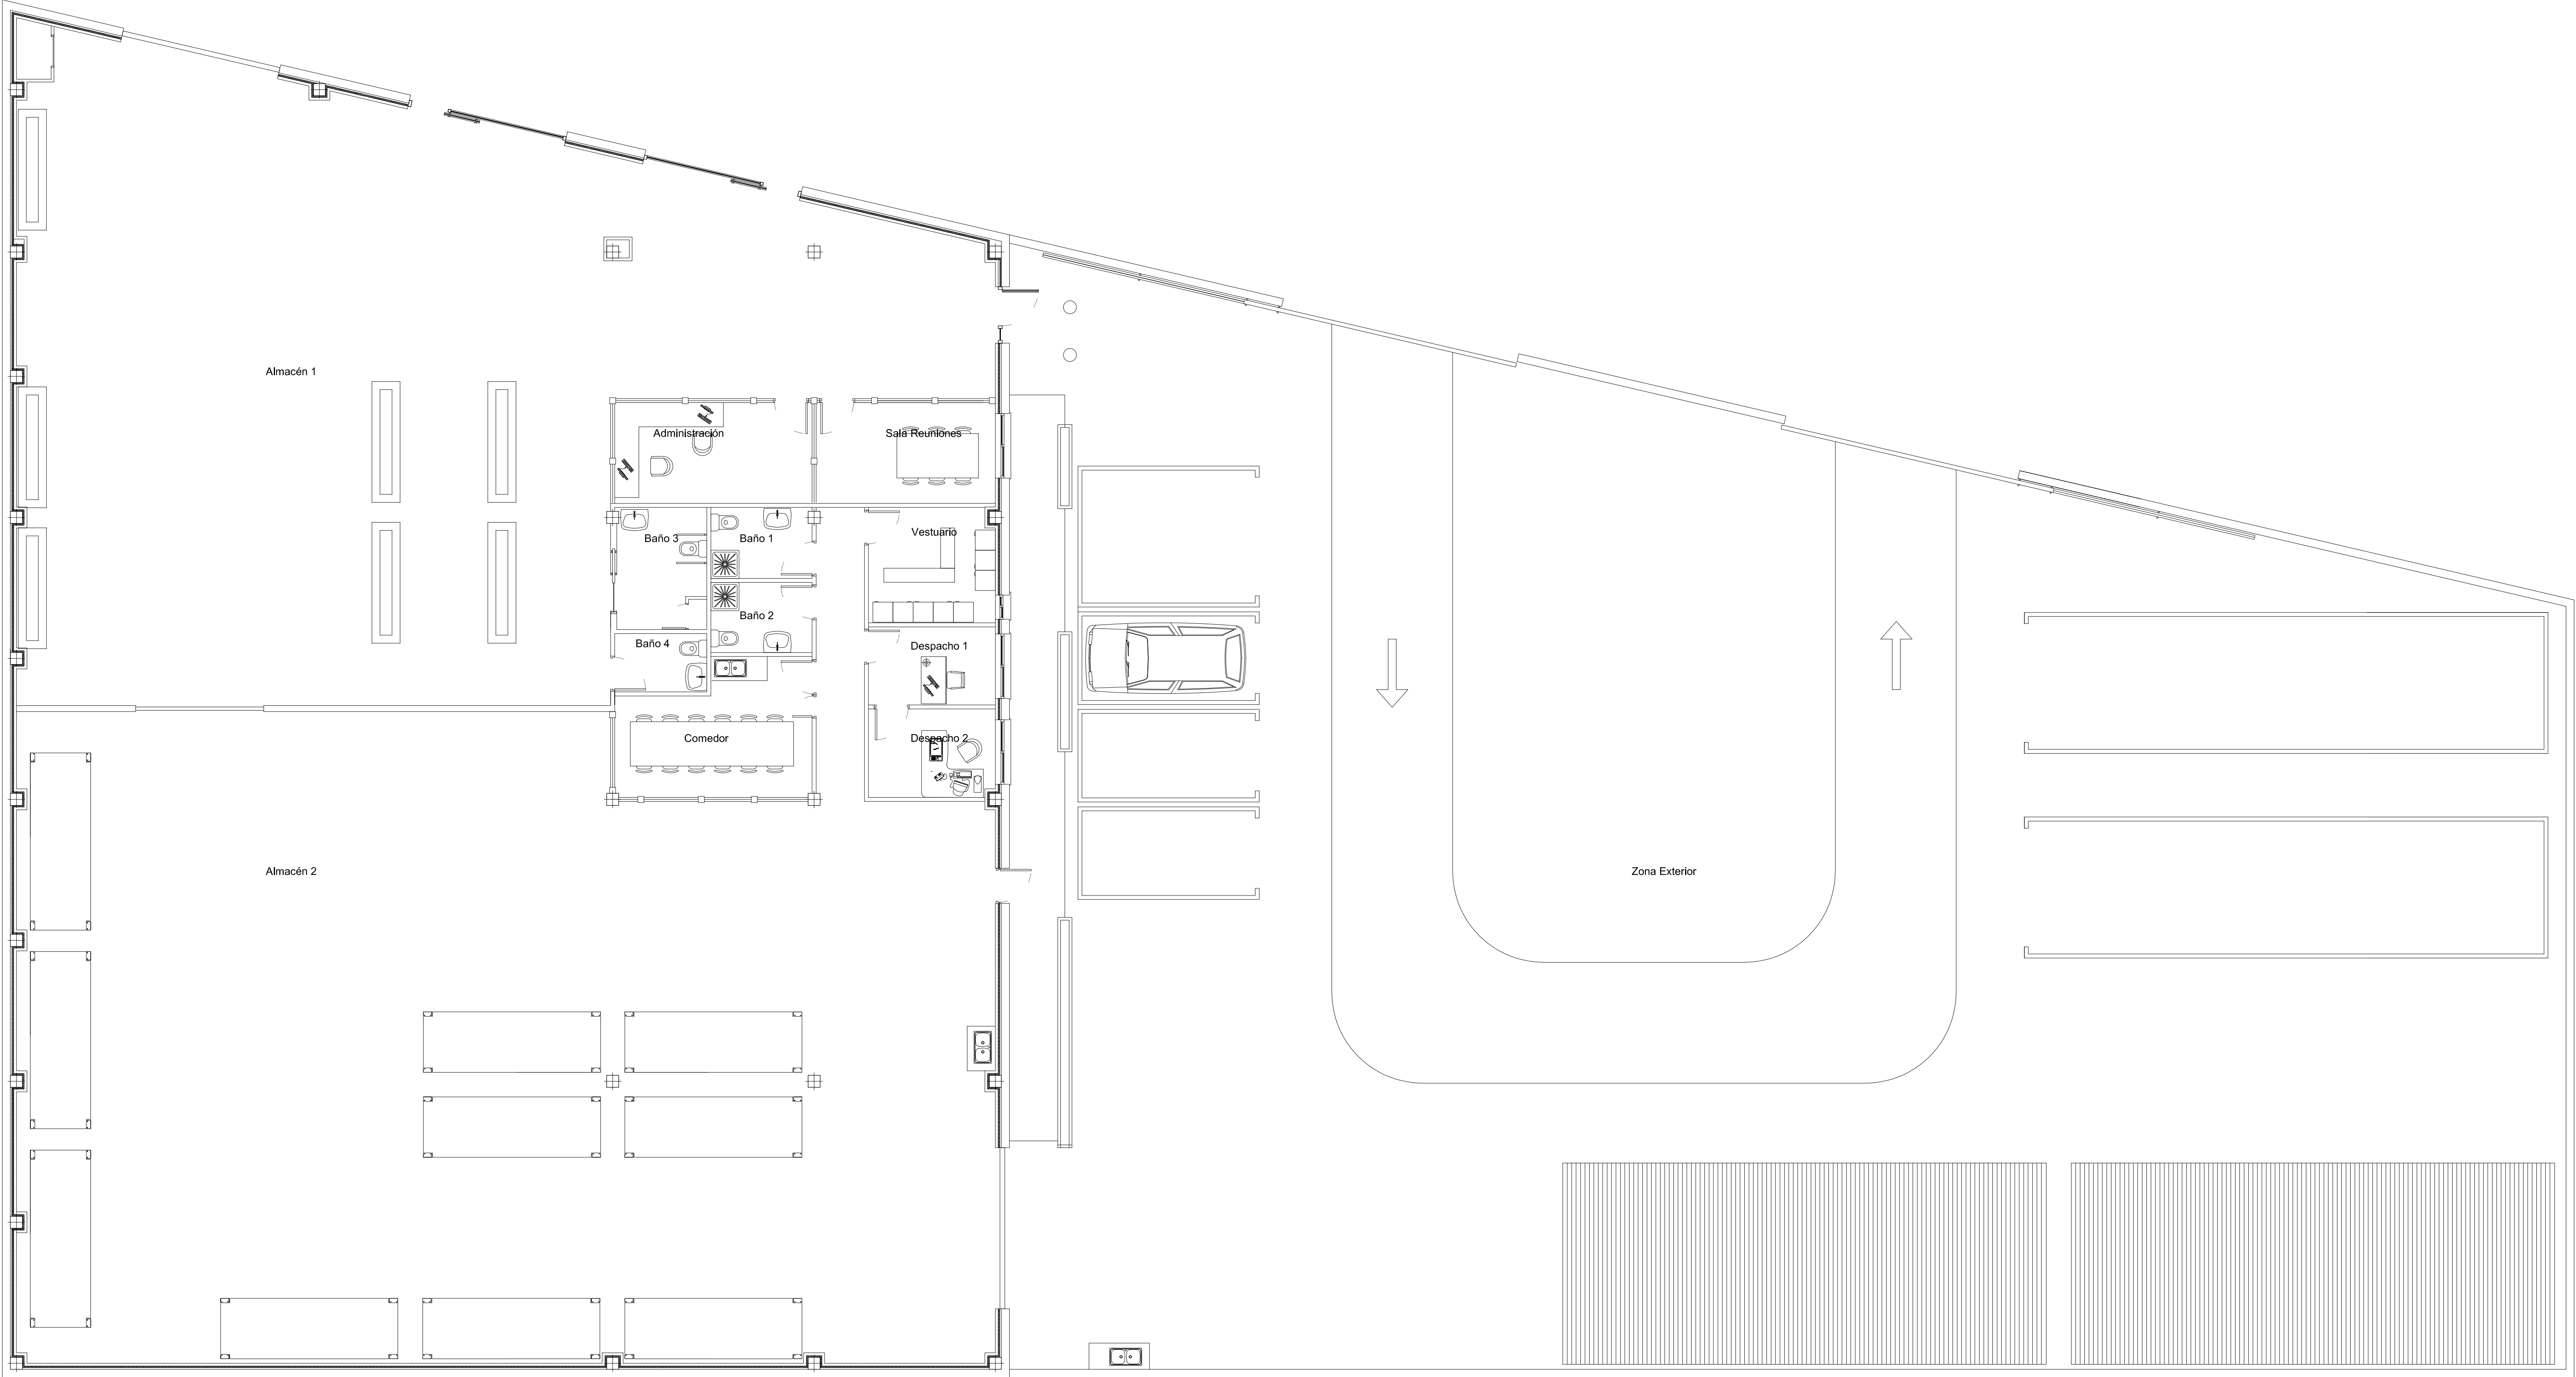 Almacén 1
Administración
Sala Reuniones
Vestuario
Baño 3
Baño 1
Baño 2
Baño 4
Despacho 1
Comedor
Despacho 2
Almacén 2
Zona Exterior